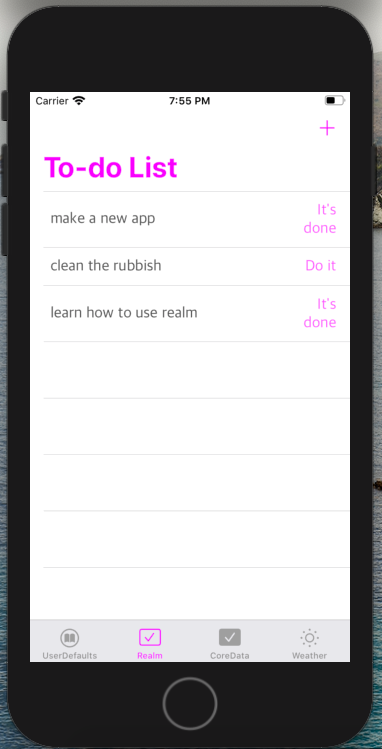 Carrier 7:55 PM
+
To-do List
make a new app It's
done
clean the rubbish Do it
learn how to use realm It's
done
UserDefaults Realm CoreData Weather